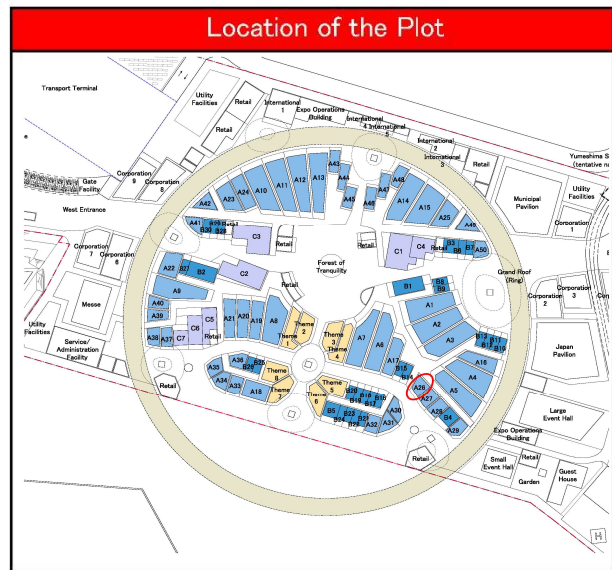 Location of the Plot
Transport Terminal
Utility
Facilities
Retail
Retail
International
1
Expo Operations
Building
International
4
International
5
International
2
International
3
Retail
Yumeshima S
(tentative n
Utility
Facilities
Municipal
Pavilion
Corporation
1
Gate
Facility
Corporation
9
Corporation
8
West Entrance
A42
A23
A24
A10
A11
A12
A13
A43
A44
A45
A46
A47
A48
A14
A15
A25
A49
A41
B30
B28
Retail
C3
Retail
Retail
C1
C4
Retail
B3
B6
B7
A50
Corporation
7
Corporation
6
A22
B27
B2
C2
Forest of
Tranquility
Grand Roof
(Ring)
Corporation
2
Corporation
3
A9
Retail
B1
B8
B9
Messe
A40
A39
A1
A2
A3
Utility
Facilities
Service/
Administration
Facility
A38
A37
C7
C6
C5
Retail
A21
A20
A19
A8
Theme
1
Theme
2
Theme
3
Theme
4
A7
A6
A17
B15
B14
B13
B12
B11
B10
Japan
Pavilion
A16
A4
A5
Retail
A35
A36
B26
B25
A34
A33
A18
Theme
8
Theme
7
Theme
5
Theme
6
B20
B19
B18
B17
B16
A26
A27
A28
B4
A29
B5
B23
B24
B21
B22
A32
A31
A30
Retail
Large
Event Hall
Expo Operations
Building
Small
Event Hall
Retail
Garden
Guest
House
H